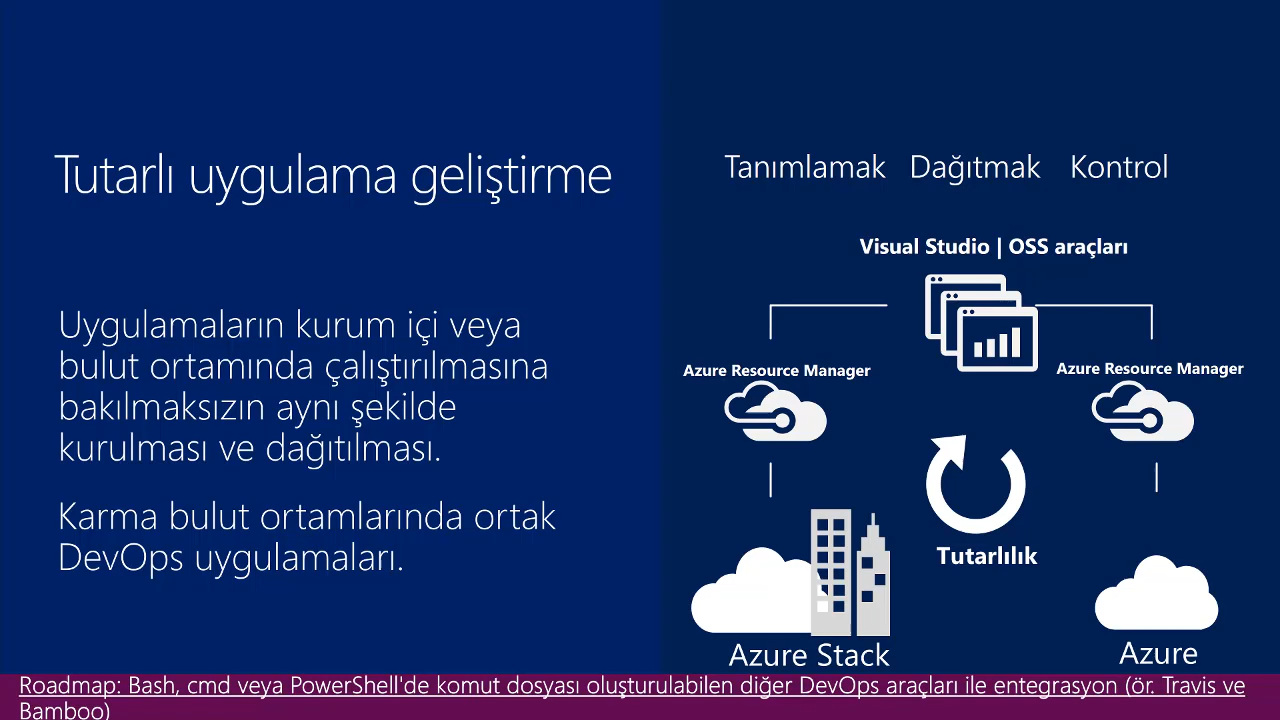 Tutarlı uygulama geliştirme
Uygulamaların kurum içi veya
bulut ortamında çalıştırılmasına
bakılmaksızın aynı şekilde
kurulması ve dağıtılması.
Karma bulut ortamlarında ortak
DevOps uygulamaları.
Tanımlamak Dağıtmak Kontrol
Visual Studio | OSS araçları
Azure Resource Manager
Azure Resource Manager
Tutarlılık
Azure Stack
Azure
Roadmap: Bash, cmd veya PowerShell'de komut dosyası oluşturulabilen diğer DevOps araçları ile entegrasyon (ör. Travis ve
Bamboo)